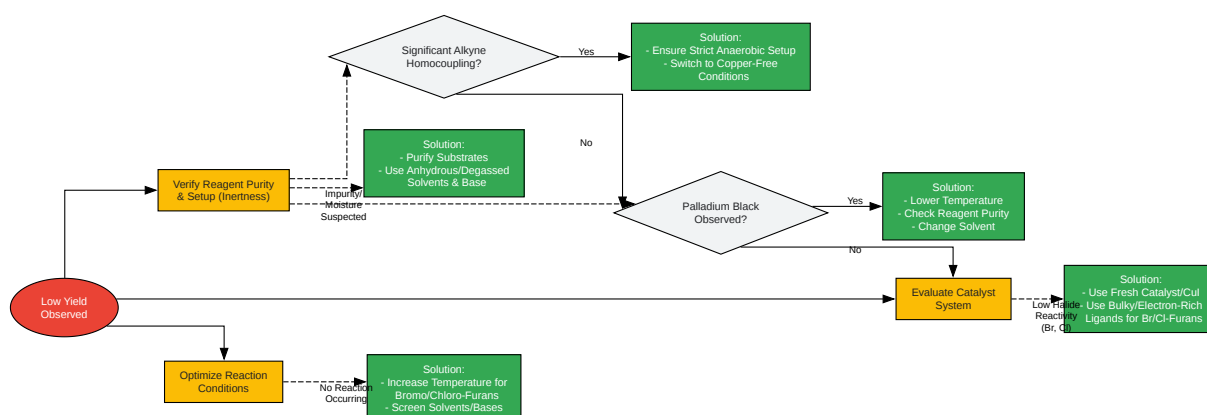 Significant Alkyne
Homocoupling?
Yes
Solution:
- Ensure Strict Anaerobic Setup
- Switch to Copper-Free
Conditions
No
Solution:
- Purify Substrates
- Use Anhydrous/Degassed
Solvents & Base
Verify Reagent Purity
& Setup (Inertness)
Impurity/
Moisture
Suspected
Palladium Black
Observed?
Yes
Solution:
- Lower Temperature
- Check Reagent Purity
- Change Solvent
No
Low Yield
Observed
Evaluate Catalyst
System
Low Halide
Reactivity
(Br, Cl)
Solution:
- Use Fresh Catalyst/CuI
- Use Bulky/Electron-Rich
Ligands for Br/Cl-Furans
Optimize Reaction
Conditions
No Reaction
Occurring
Solution:
- Increase Temperature for
Bromo/Chloro-Furans
- Screen Solvents/Bases